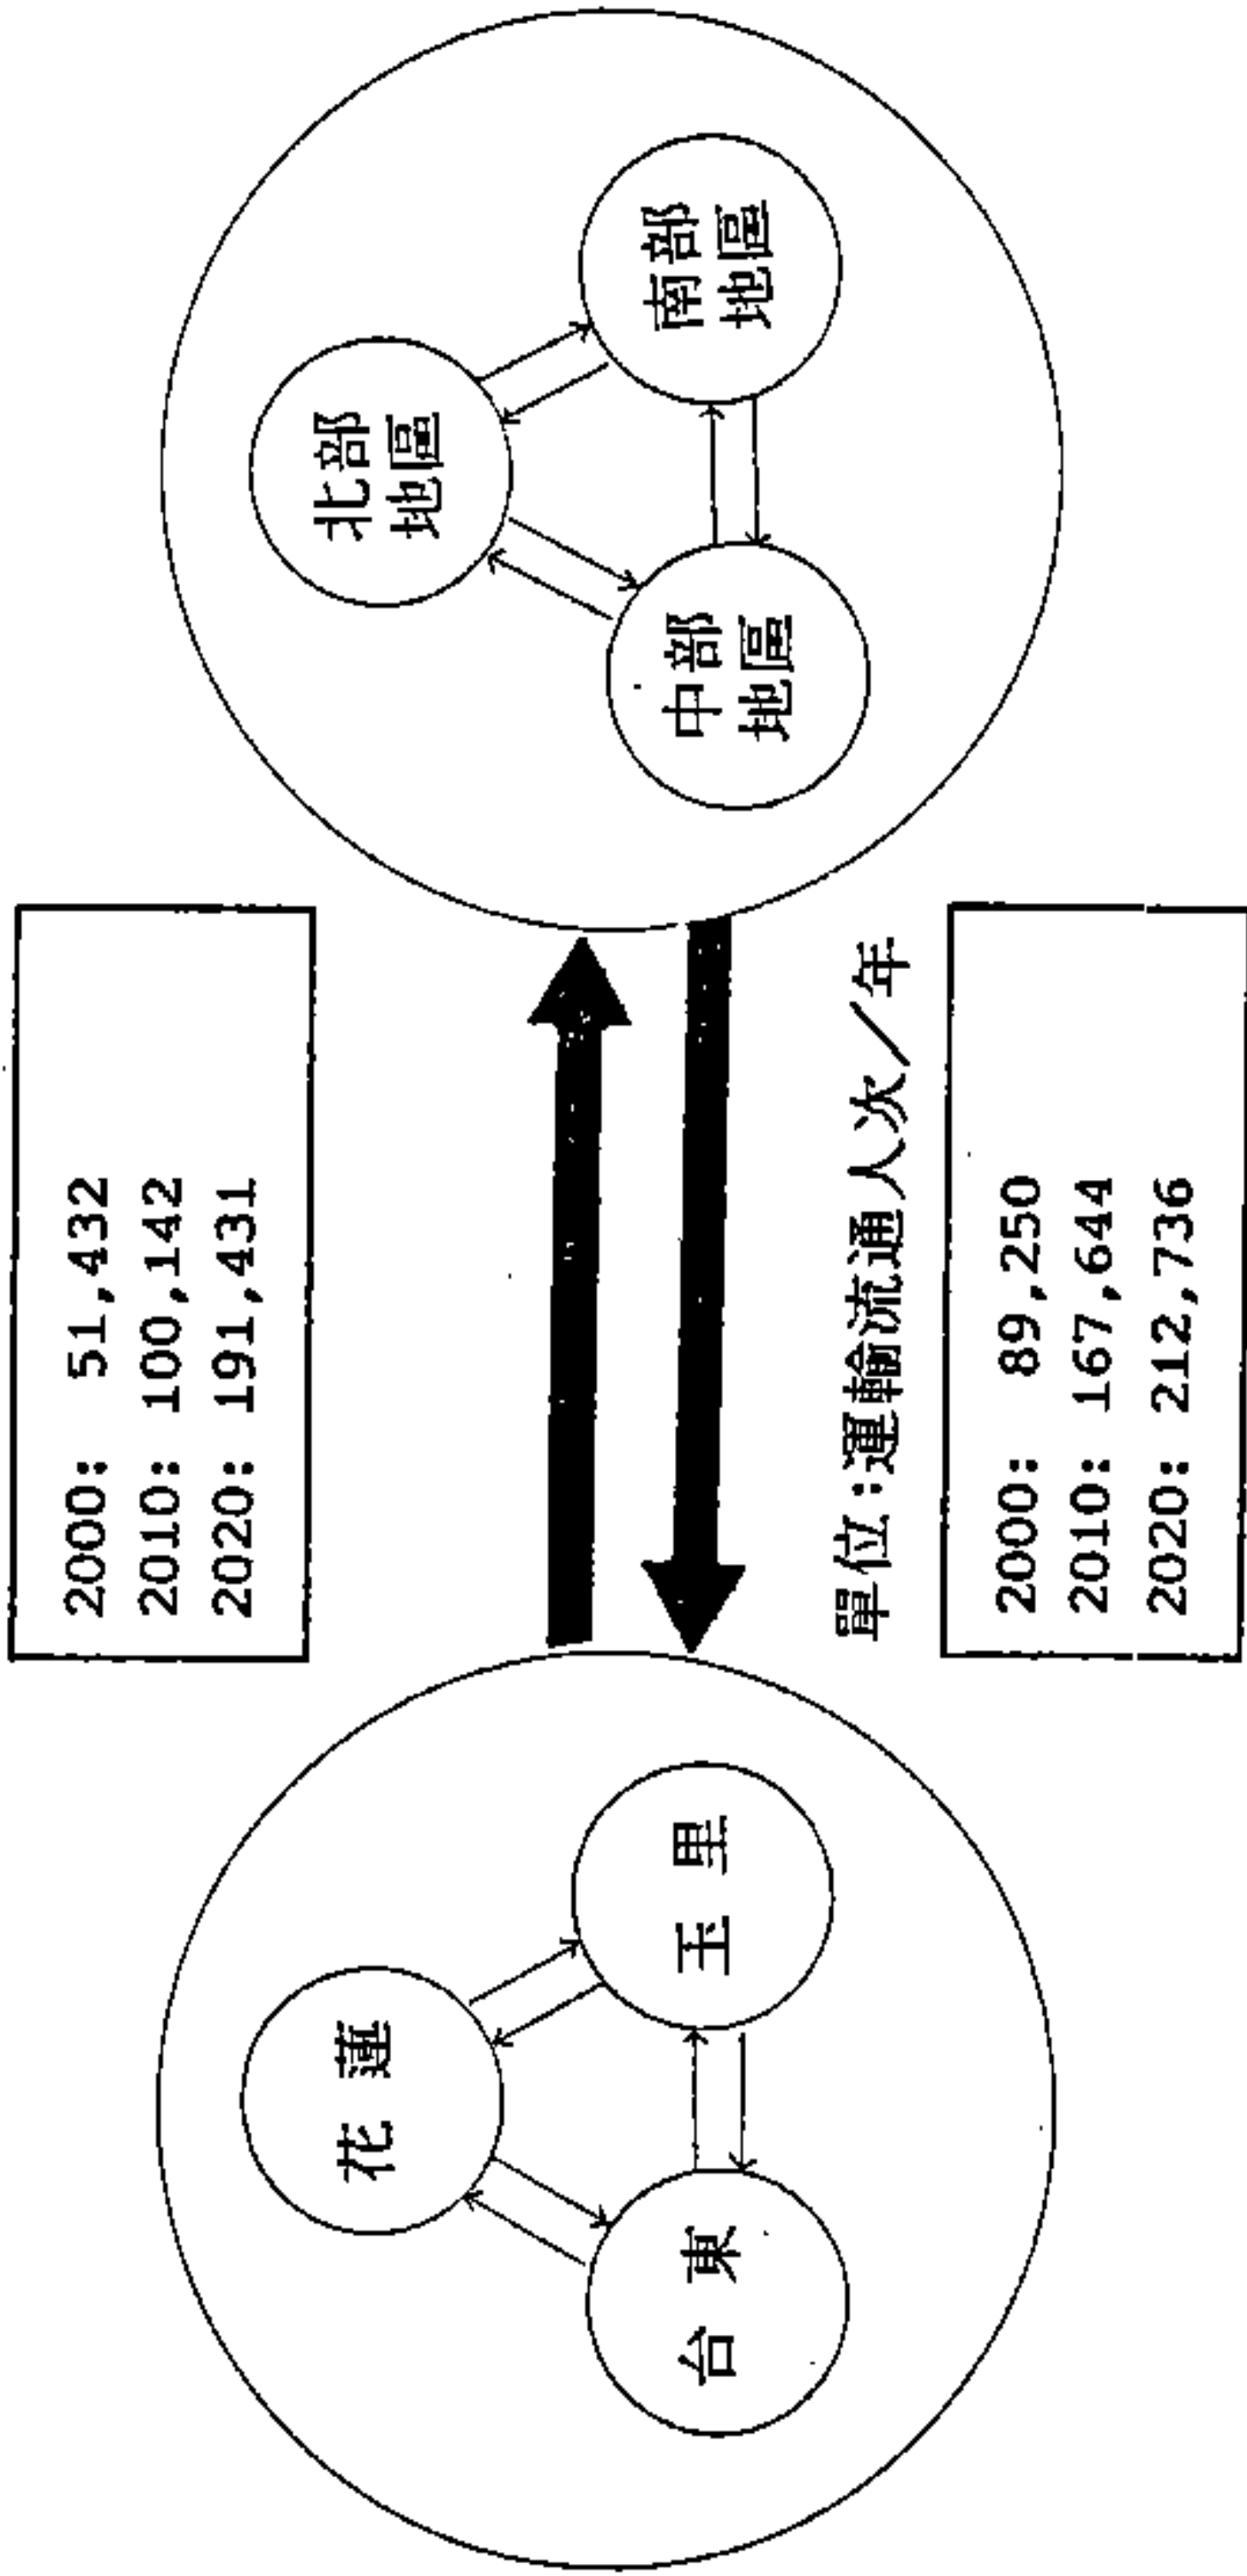 2000: 51,432
2010: 100,142
2020: 191,431
花蓮
台東
玉里
北部
地區
中部
地區
南部
地區
單位:運輸流通人次/年
2000: 89,250
2010: 167,644
2020: 212,736